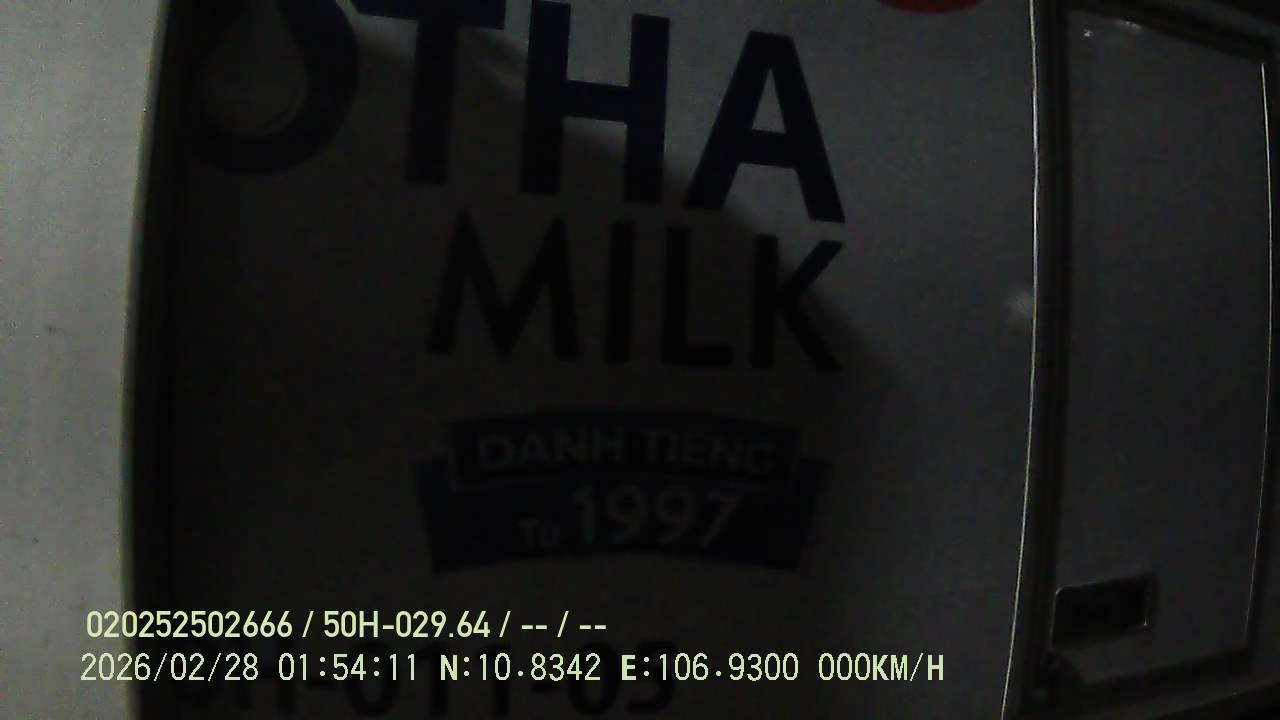 THA
MILK
DANH TIẾNG
Từ 1997
020252502666 / 50H-029.64 / -- / --
2026/02/28 01:54:11 N:10.8342 E:106.9300 000KM/H